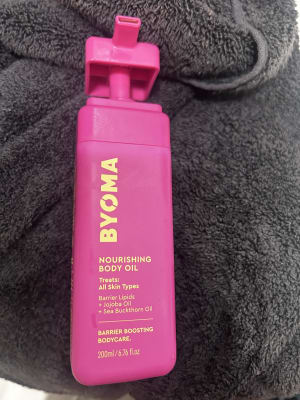 BYOMA
NOURISHING
BODY OIL
Treats:
All Skin Types
Barrier Lipids
+ Jojoba Oil
+ Sea Buckthorn Oil
BARRIER BOOSTING
BODYCARE.
200ml/6.76 fl.oz